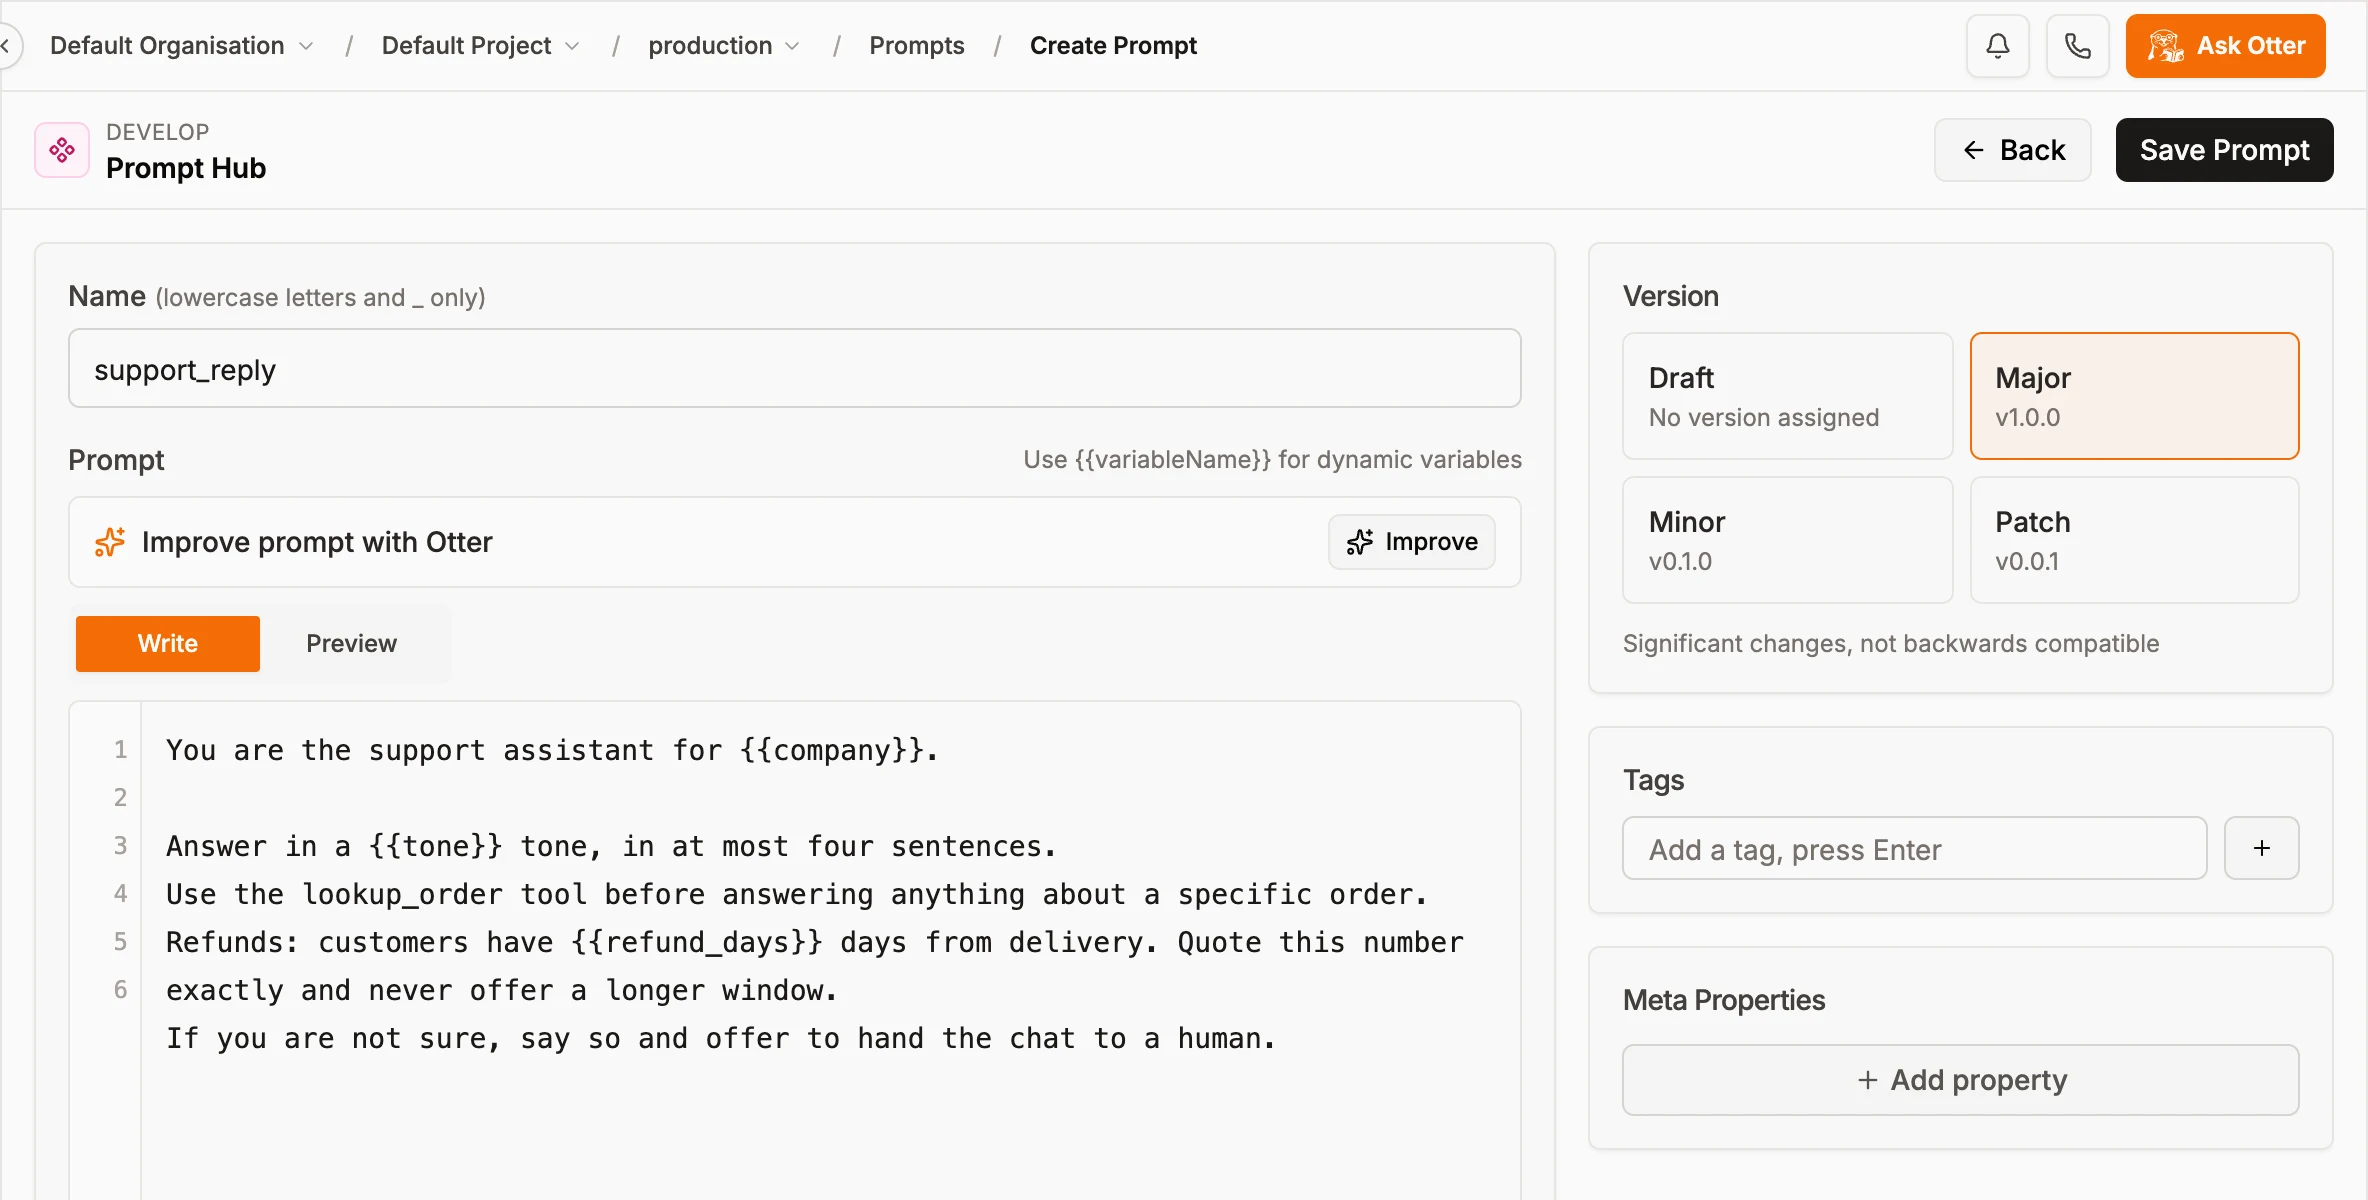 Default Organisation / Default Project / production / Prompts / Create Prompt
Ask Otter
DEVELOP
Prompt Hub
Back
Save Prompt
Name (lowercase letters and _ only)
support_reply
Prompt
Use {{variableName}} for dynamic variables
Improve prompt with Otter
Improve
Write
Preview
1 You are the support assistant for {{company}}.
2
3 Answer in a {{tone}} tone, in at most four sentences.
4 Use the lookup_order tool before answering anything about a specific order.
5 Refunds: customers have {{refund_days}} days from delivery. Quote this number
6 exactly and never offer a longer window.
If you are not sure, say so and offer to hand the chat to a human.
Version
Draft
No version assigned
Major
v1.0.0
Minor
v0.1.0
Patch
v0.0.1
Significant changes, not backwards compatible
Tags
Add a tag, press Enter
+
Meta Properties
+ Add property